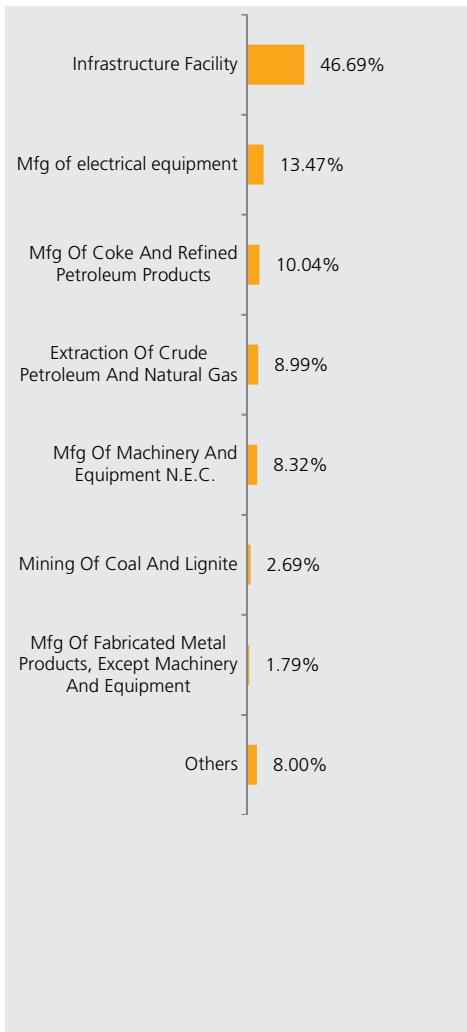 Infrastructure Facility 46.69%
Mfg of electrical equipment 13.47%
Mfg Of Coke And Refined
Petroleum Products 10.04%
Extraction Of Crude
Petroleum And Natural Gas 8.99%
Mfg Of Machinery And
Equipment N.E.C. 8.32%
Mining Of Coal And Lignite 2.69%
Mfg Of Fabricated Metal
Products, Except Machinery 1.79%
And Equipment
Others 8.00%